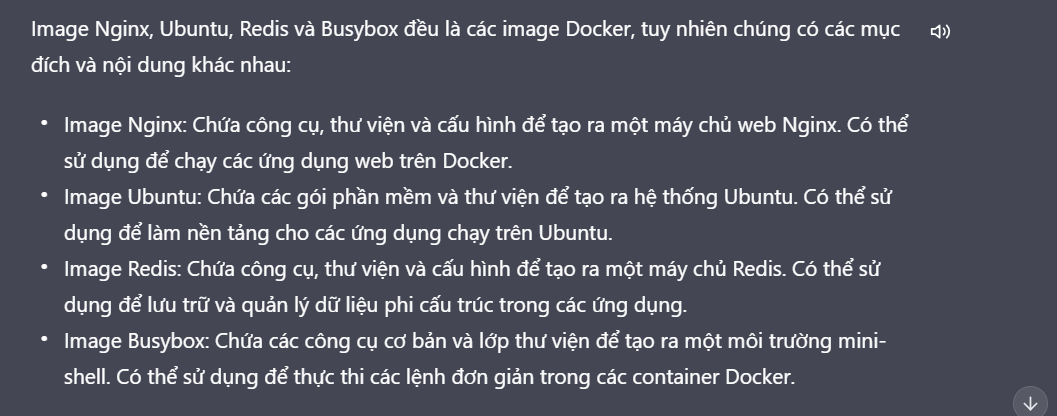 Image Nginx, Ubuntu, Redis và Busybox đều là các image Docker, tuy nhiên chúng có các mục
đích và nội dung khác nhau:
• Image Nginx: Chứa công cụ, thư viện và cấu hình để tạo ra một máy chủ web Nginx. Có thể
sử dụng để chạy các ứng dụng web trên Docker.
• Image Ubuntu: Chứa các gói phần mềm và thư viện để tạo ra hệ thống Ubuntu. Có thể sử
dụng để làm nền tảng cho các ứng dụng chạy trên Ubuntu.
• Image Redis: Chứa công cụ, thư viện và cấu hình để tạo ra một máy chủ Redis. Có thể sử
dụng để lưu trữ và quản lý dữ liệu phi cấu trúc trong các ứng dụng.
• Image Busybox: Chứa các công cụ cơ bản và lớp thư viện để tạo ra một môi trường mini-
shell. Có thể sử dụng để thực thi các lệnh đơn giản trong các container Docker.